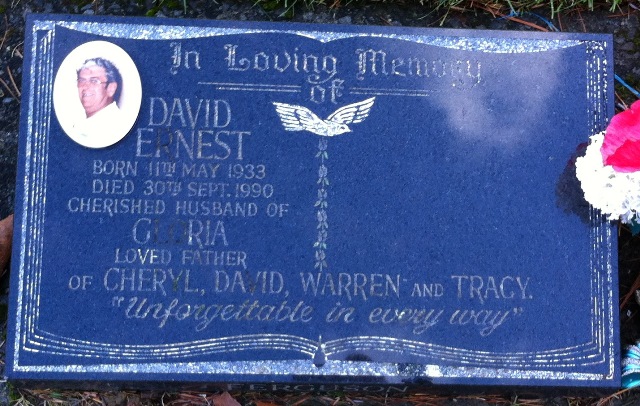 In Loving Memory
of
DAVID
ERNEST
BORN 11TH MAY 1933
DIED 30TH SEPT. 1990
CHERISHED HUSBAND OF
GLORIA
LOVED FATHER
OF CHERYL, DAVID, WARREN AND TRACY.
"Unforgettable in every way"